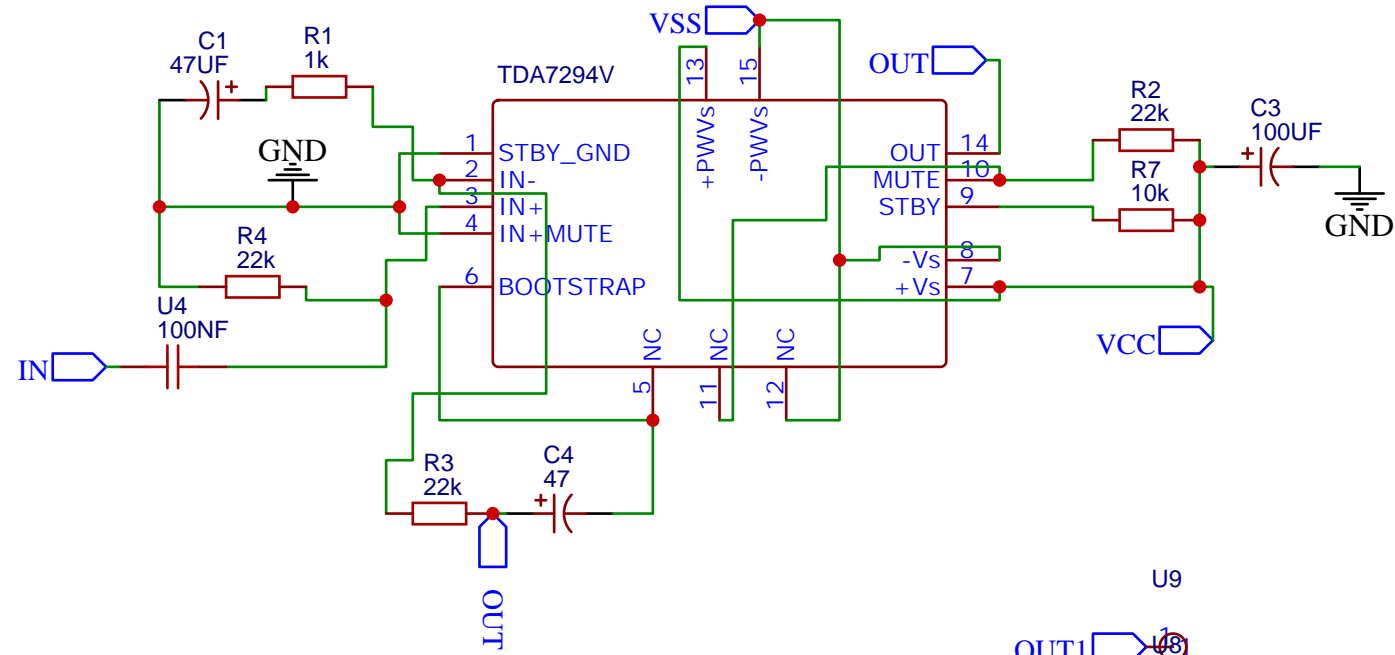 VSS
C1
47UF
R1
1k
TDA7294V
13
15
+PWVs
-PWVs
OUT
R2
22k
C3
100UF
GND
1
STBY_GND
2
IN-
3
IN+
4
IN+MUTE
6
BOOTSTRAP
OUT
14
MUTE
10
STBY
9
-Vs
8
+Vs
7
R7
10k
GND
R4
22k
U4
100NF
IN
VCC
NC
5
NC
11
NC
12
R3
22k
C4
47
OUT
U9
OUT1
1
U8